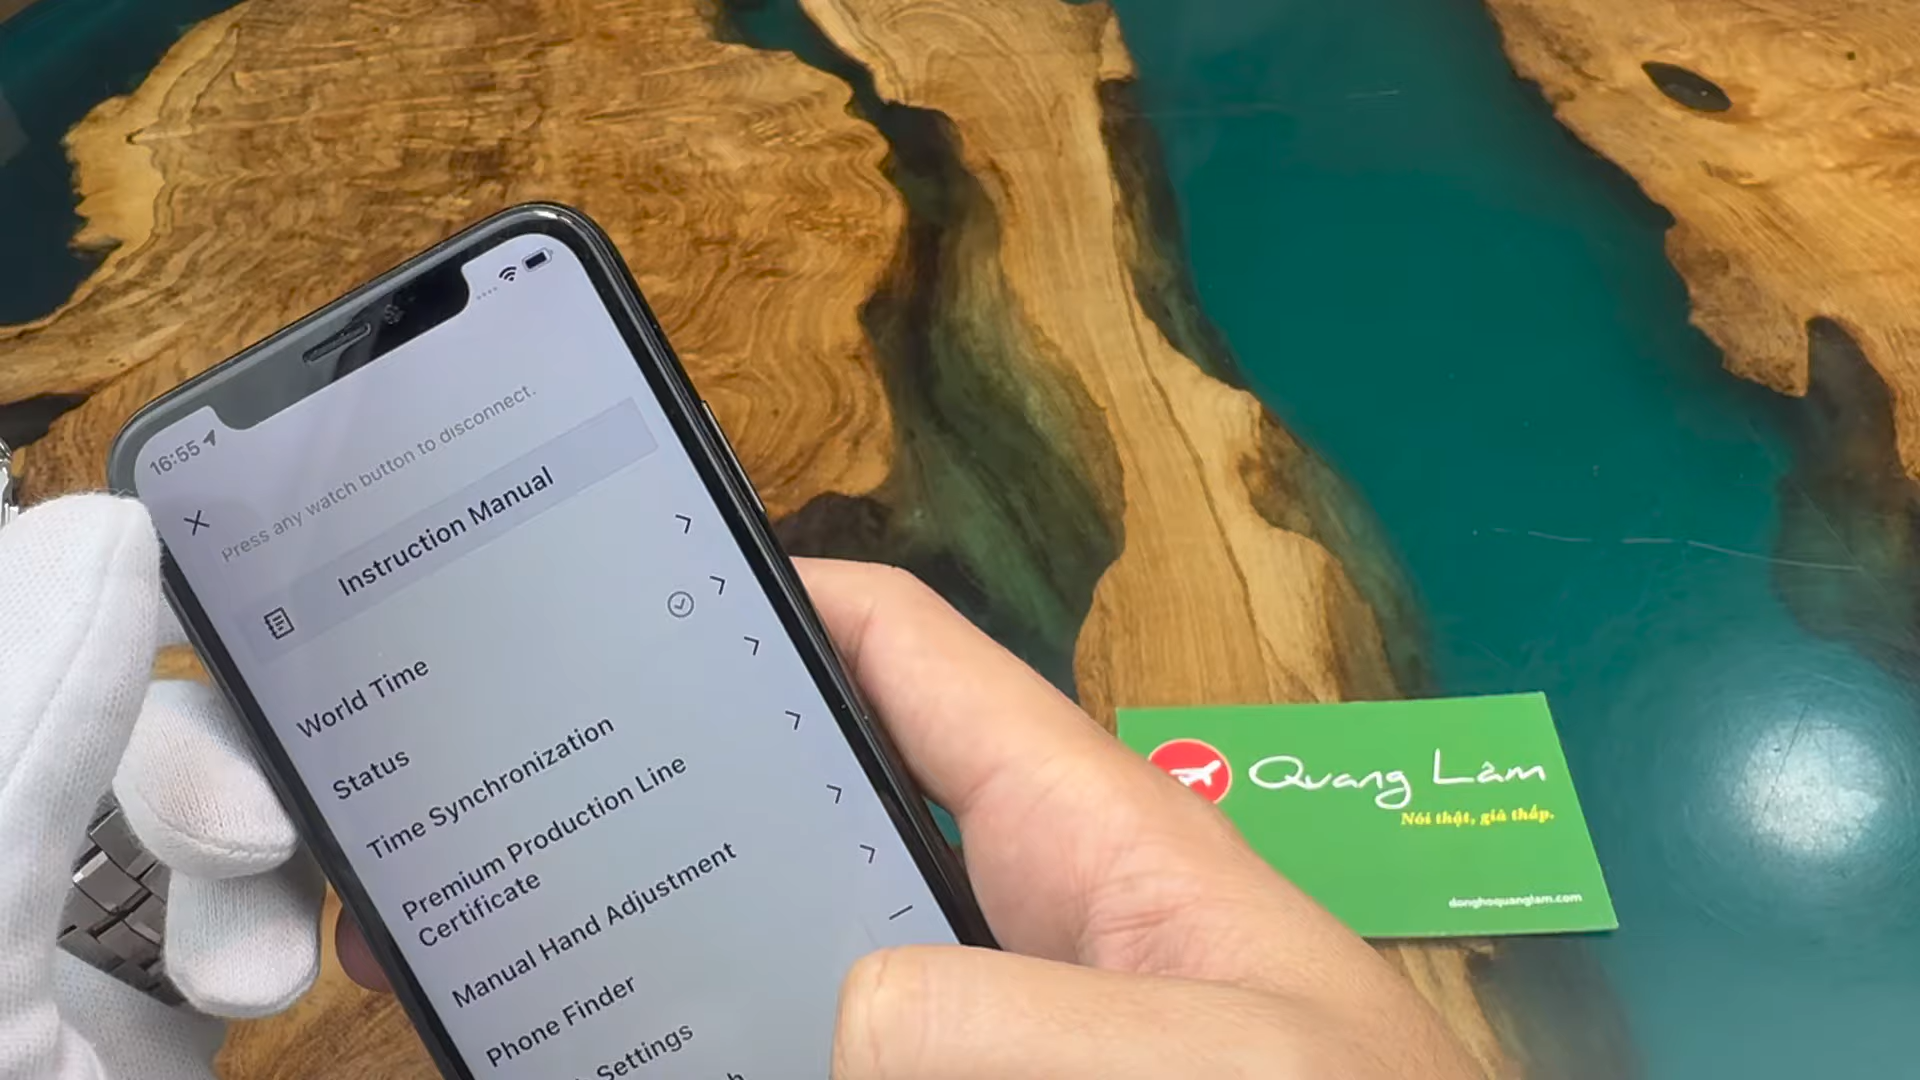 16:55
Press any watch button to disconnect.
Instruction Manual
World Time
Status
Time Synchronization
Premium Production Line
Certificate
Manual Hand Adjustment
Phone Finder
Settings
Quang Lâm
Nói thật, giá thấp.
donghoquanglam.com